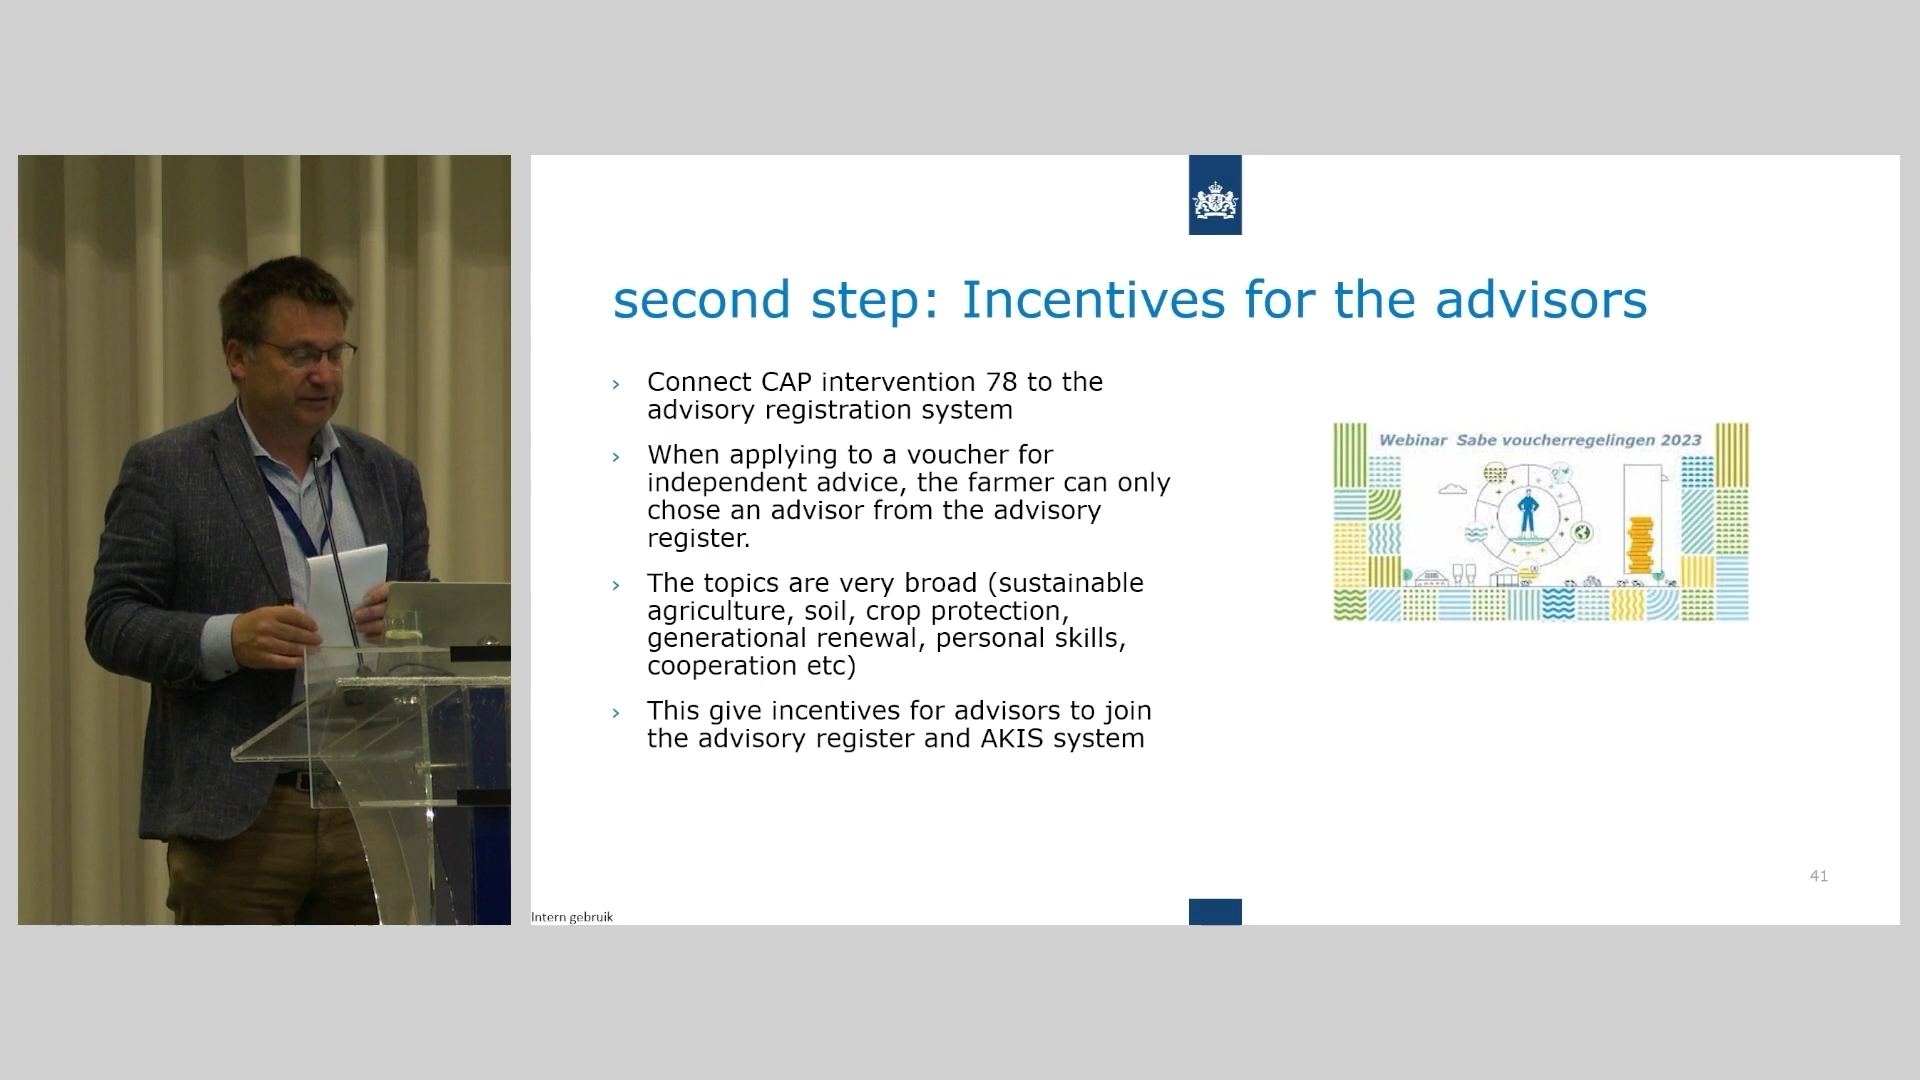 second step: Incentives for the advisors
› Connect CAP intervention 78 to the
advisory registration system
› When applying to a voucher for
independent advice, the farmer can only
chose an advisor from the advisory
register.
› The topics are very broad (sustainable
agriculture, soil, crop protection,
generational renewal, personal skills,
cooperation etc)
› This give incentives for advisors to join
the advisory register and AKIS system
Webinar Sabe voucherregelingen 2023
41
Intern gebruik